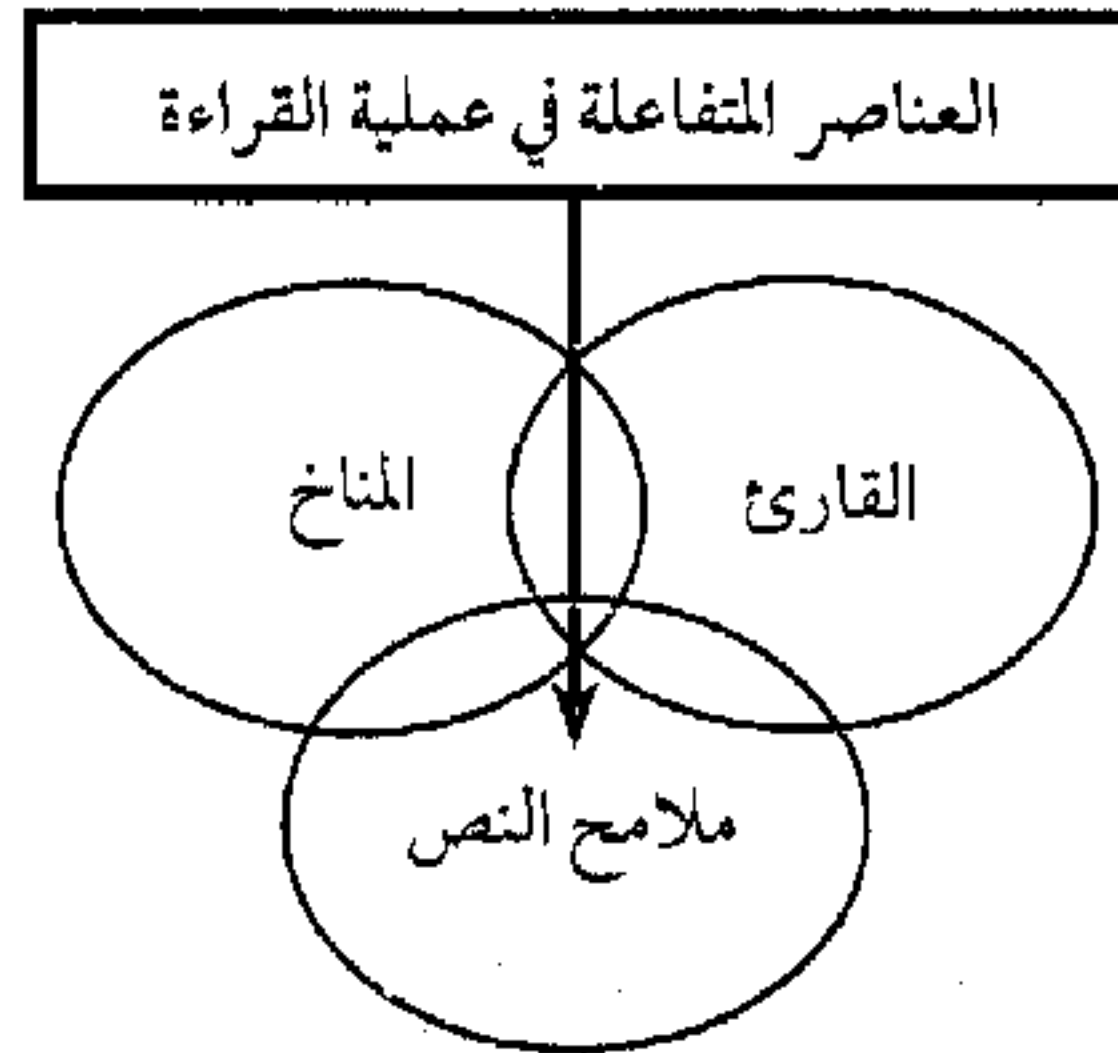 العناصر المتفاعلة في عملية القراءة
القارئ
المناخ
ملامح النص